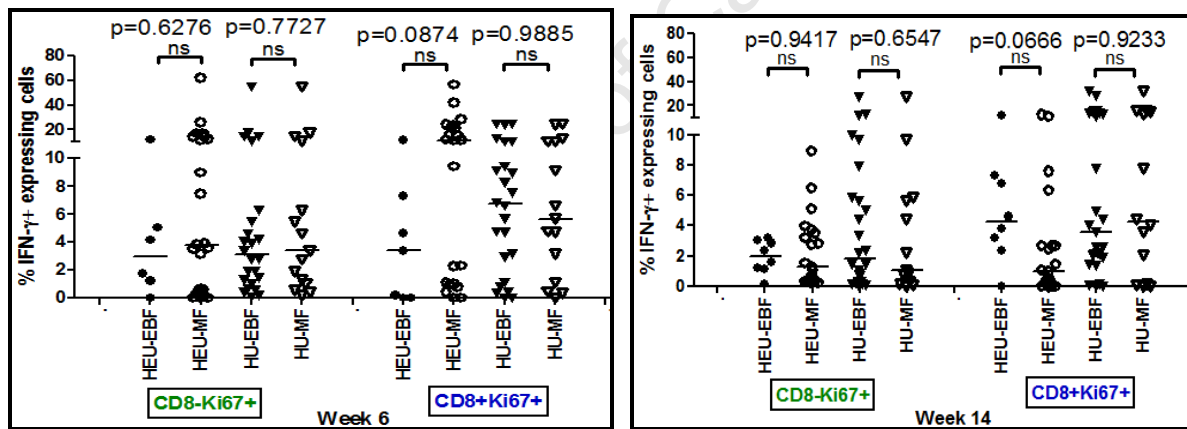 p=0.6276 p=0.7727 p=0.0874 p=0.9885
ns ns ns ns
% IFN-γ+ expressing cells
80
60
40
20
10
8
6
4
2
0
HEU-EBF HEU-MF HU-EBF HU-MF HEU-EBF HEU-MF HU-EBF HU-MF
CD8-Ki67+ CD8+Ki67+
Week 6
p=0.9417 p=0.6547 p=0.0666 p=0.9233
ns ns ns ns
% IFN-γ+ expressing cells
80
60
40
20
10
8
6
4
2
0
HEU-EBF HEU-MF HU-EBF HU-MF HEU-EBF HEU-MF HU-EBF HU-MF
CD8-Ki67+ CD8+Ki67+
Week 14